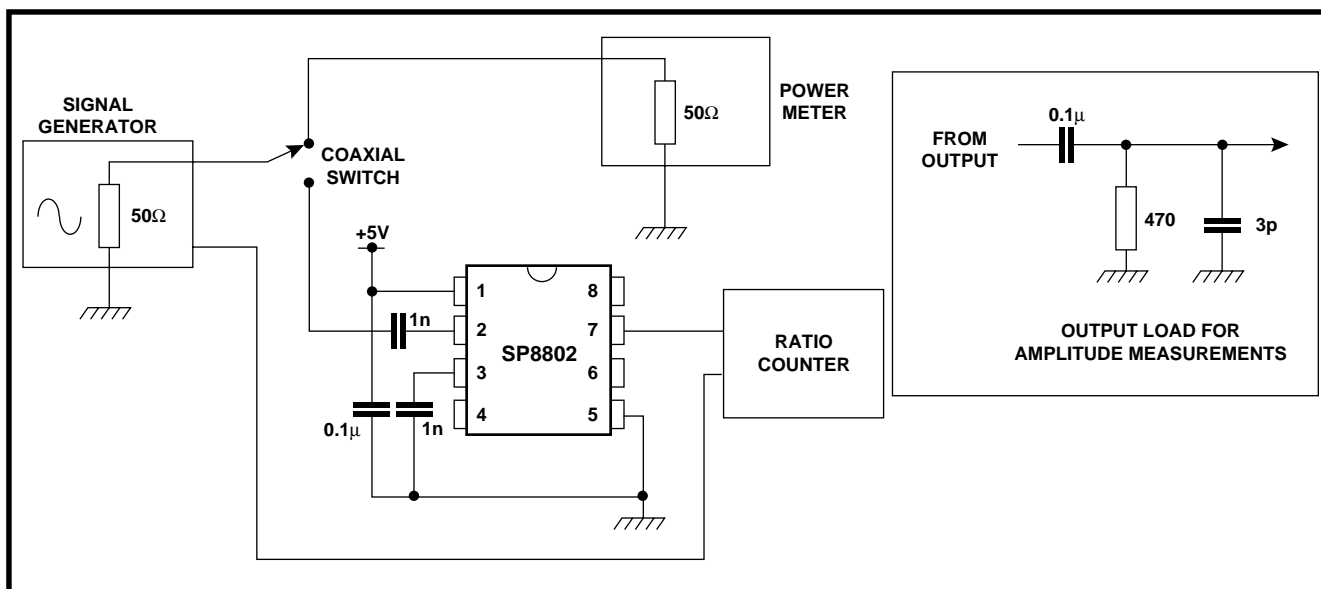 SIGNAL
GENERATOR
50Ω
COAXIAL
SWITCH
50Ω
POWER
METER
+5V
1n
0.1µ
1n
1
2
3
4
SP8802
8
7
6
5
RATIO
COUNTER
FROM
OUTPUT
0.1µ
470
3p
OUTPUT LOAD FOR
AMPLITUDE MEASUREMENTS